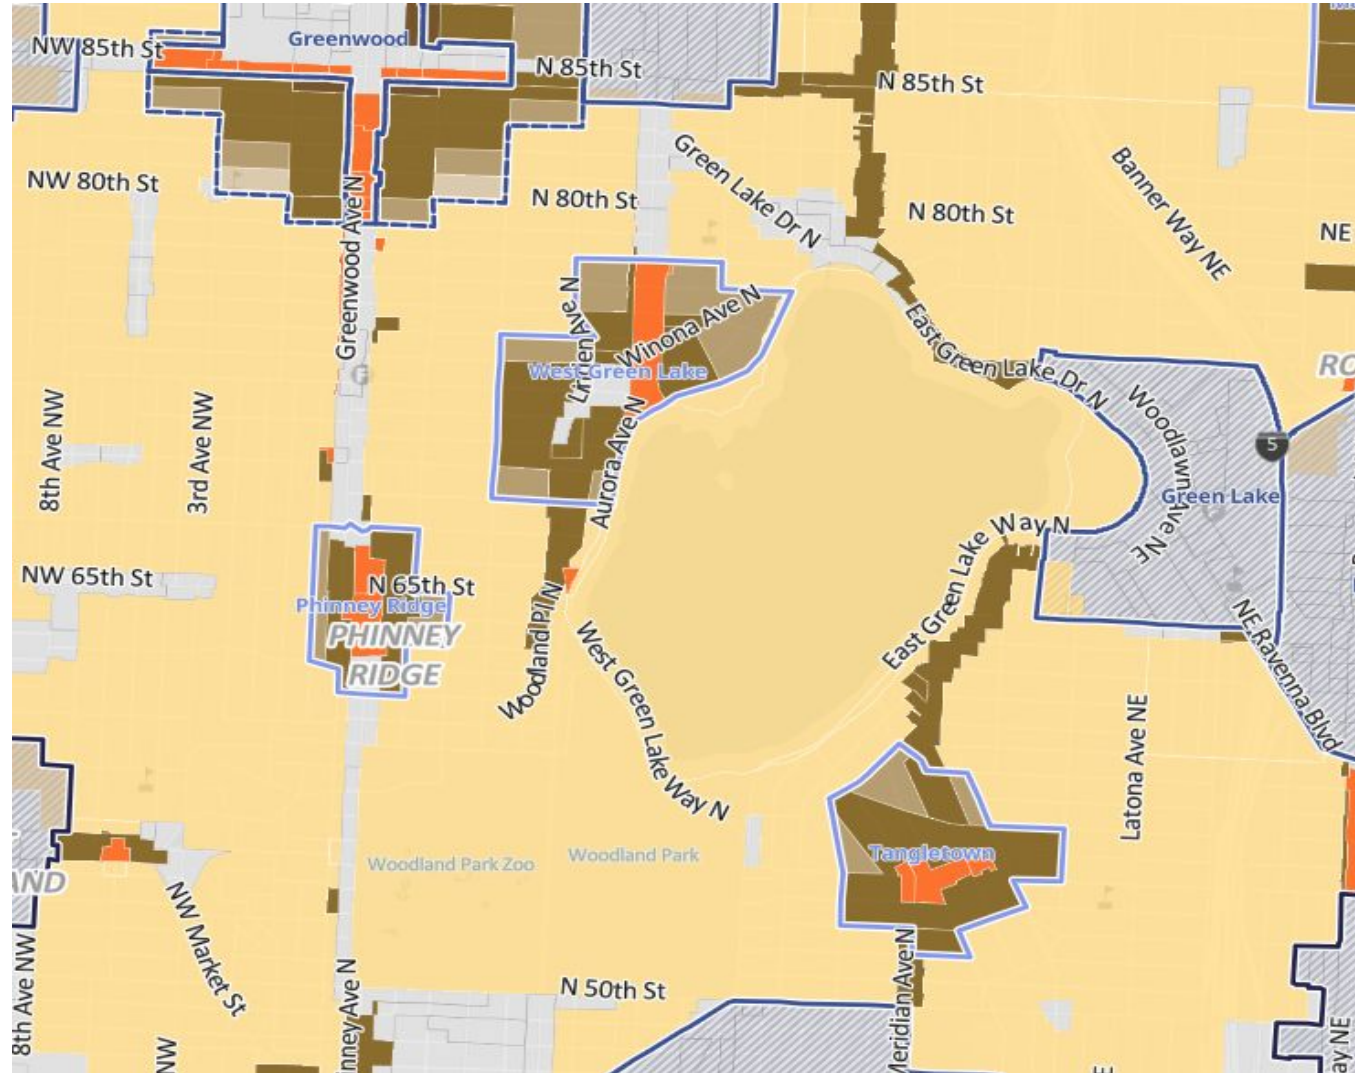 Greenwood
NW 85th St
N 85th St
N 85th St
Green Lake Dr N
Banner Way NE
NW 80th St
N 80th St
N 80th St
NE
Greenwood Ave N
Linden Ave N
Winona Ave N
West Green Lake
East Green Lake Dr N
RO
Woodlawn Ave NE
8th Ave NW
3rd Ave NW
Aurora Ave N
5
Green Lake
East Green Lake Way N
NW 65th St
N 65th St
Phinney Ridge
PHINNEY
RIDGE
Woodland Pl N
West Green Lake Way N
NE Ravenna Blvd
Latona Ave NE
Tangletown
Woodland Park Zoo
Woodland Park
AND
NW Market St
8th Ave NW
NW
inney Ave N
N 50th St
Meridian Ave N
E
ay NE